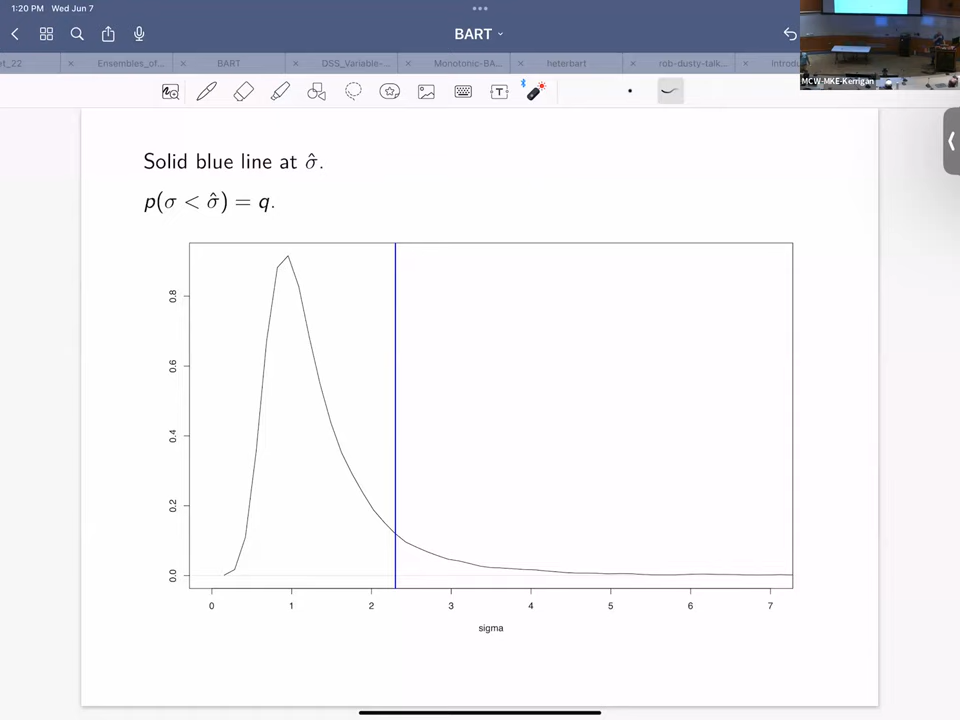 1:20 PM Wed Jun 7
BART
rt_22
Ensembles_of...
BART
DSS_Variable-...
Monotonic-BA...
heterbart
rob-dusty-talk...
introdu
MCW-MKE-Kerrigan
Solid blue line at σ̂.
p(σ < σ̂) = q.
0.8
0.6
0.4
0.2
0.0
0 1 2 3 4 5 6 7
sigma